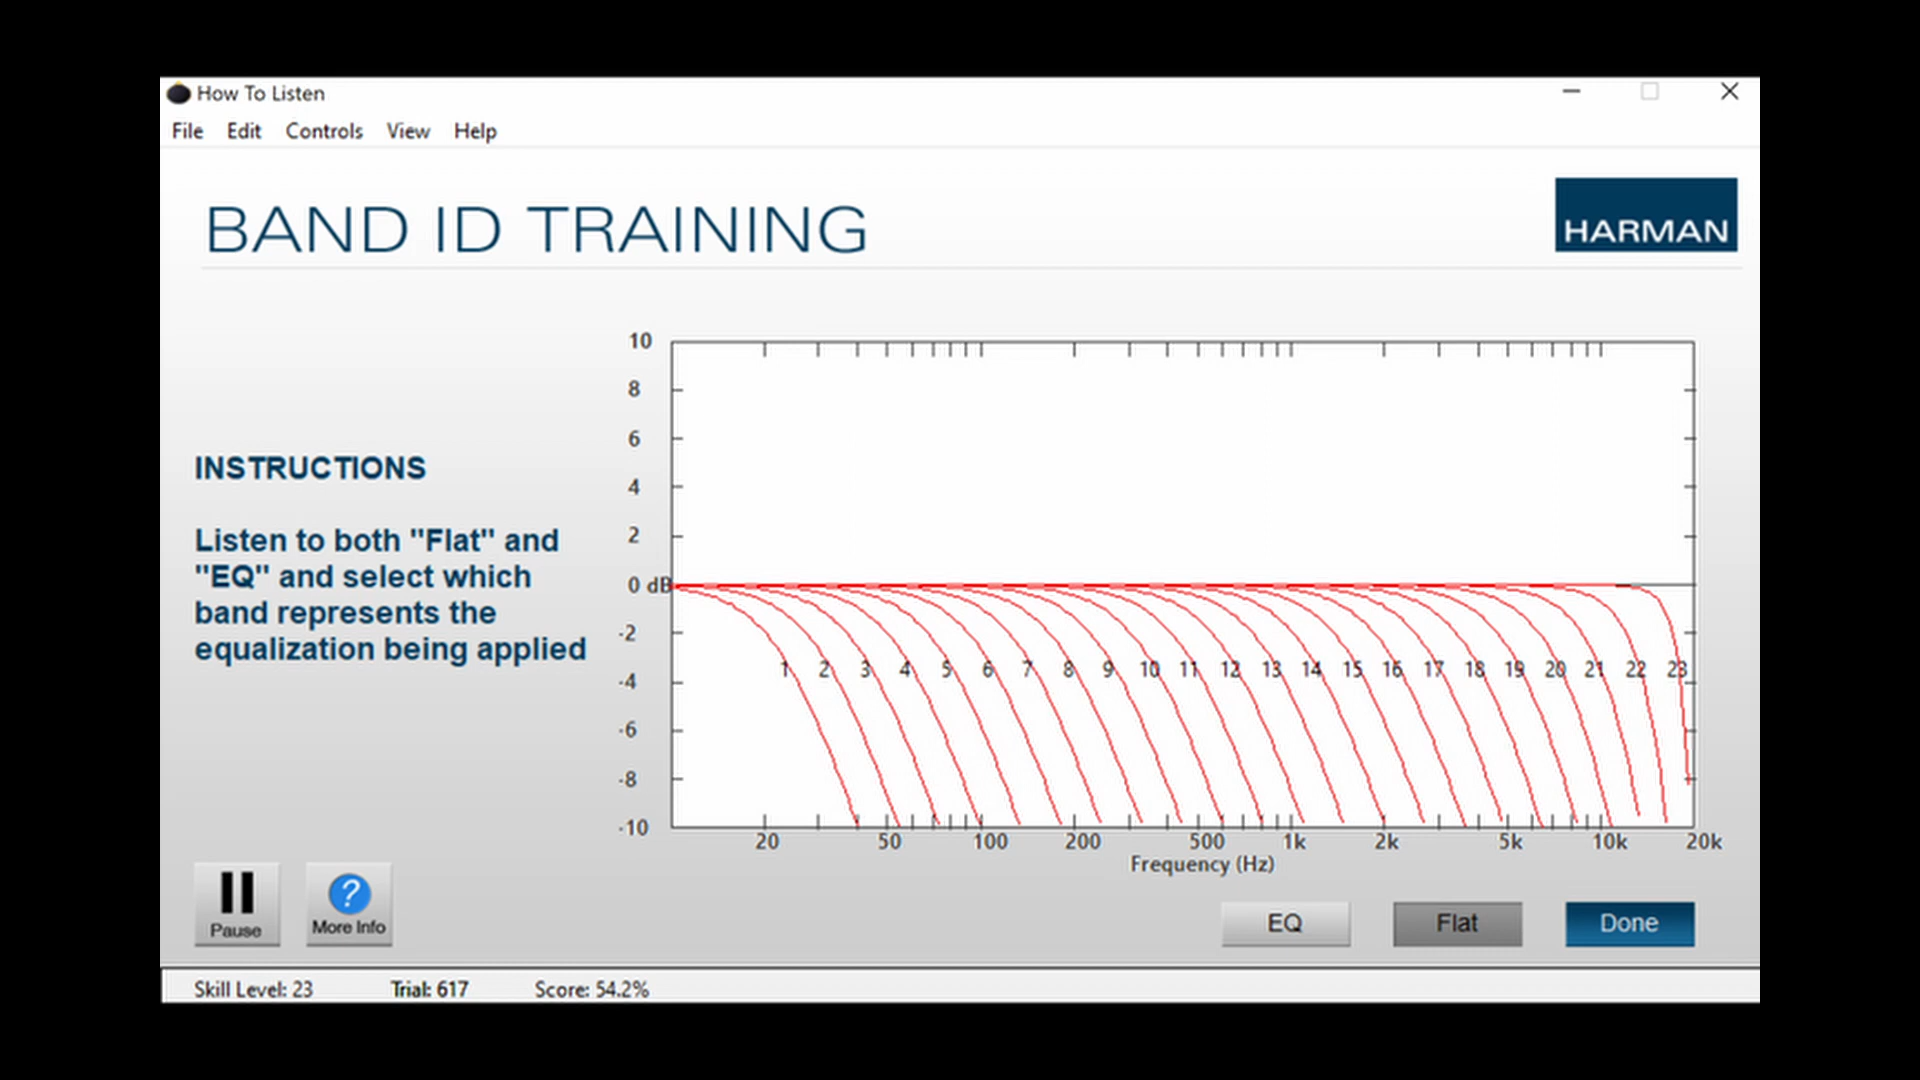 How To Listen
File Edit Controls View Help
BAND ID TRAINING
HARMAN
INSTRUCTIONS
Listen to both "Flat" and
"EQ" and select which
band represents the
equalization being applied
10
8
6
4
2
0 dB
-2
-4
-6
-8
-10
1 2 3 4 5 6 7 8 9 10 11 12 13 14 15 16 17 18 19 20 21 22 23
20 50 100 200 500 1k 2k 5k 10k 20k
Frequency (Hz)
Pause
?
More Info
EQ
Flat
Done
Skill Level: 23 Trial: 617 Score: 54.2%